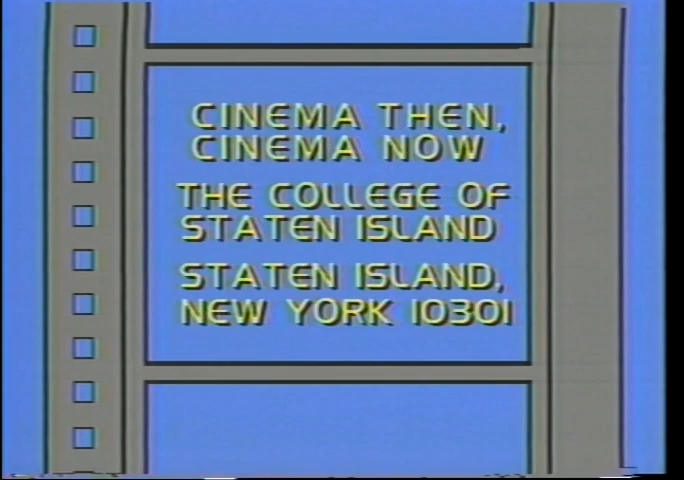 CINEMA THEN,
CINEMA NOW
THE COLLEGE OF
STATEN ISLAND
STATEN ISLAND,
NEW YORK 10301